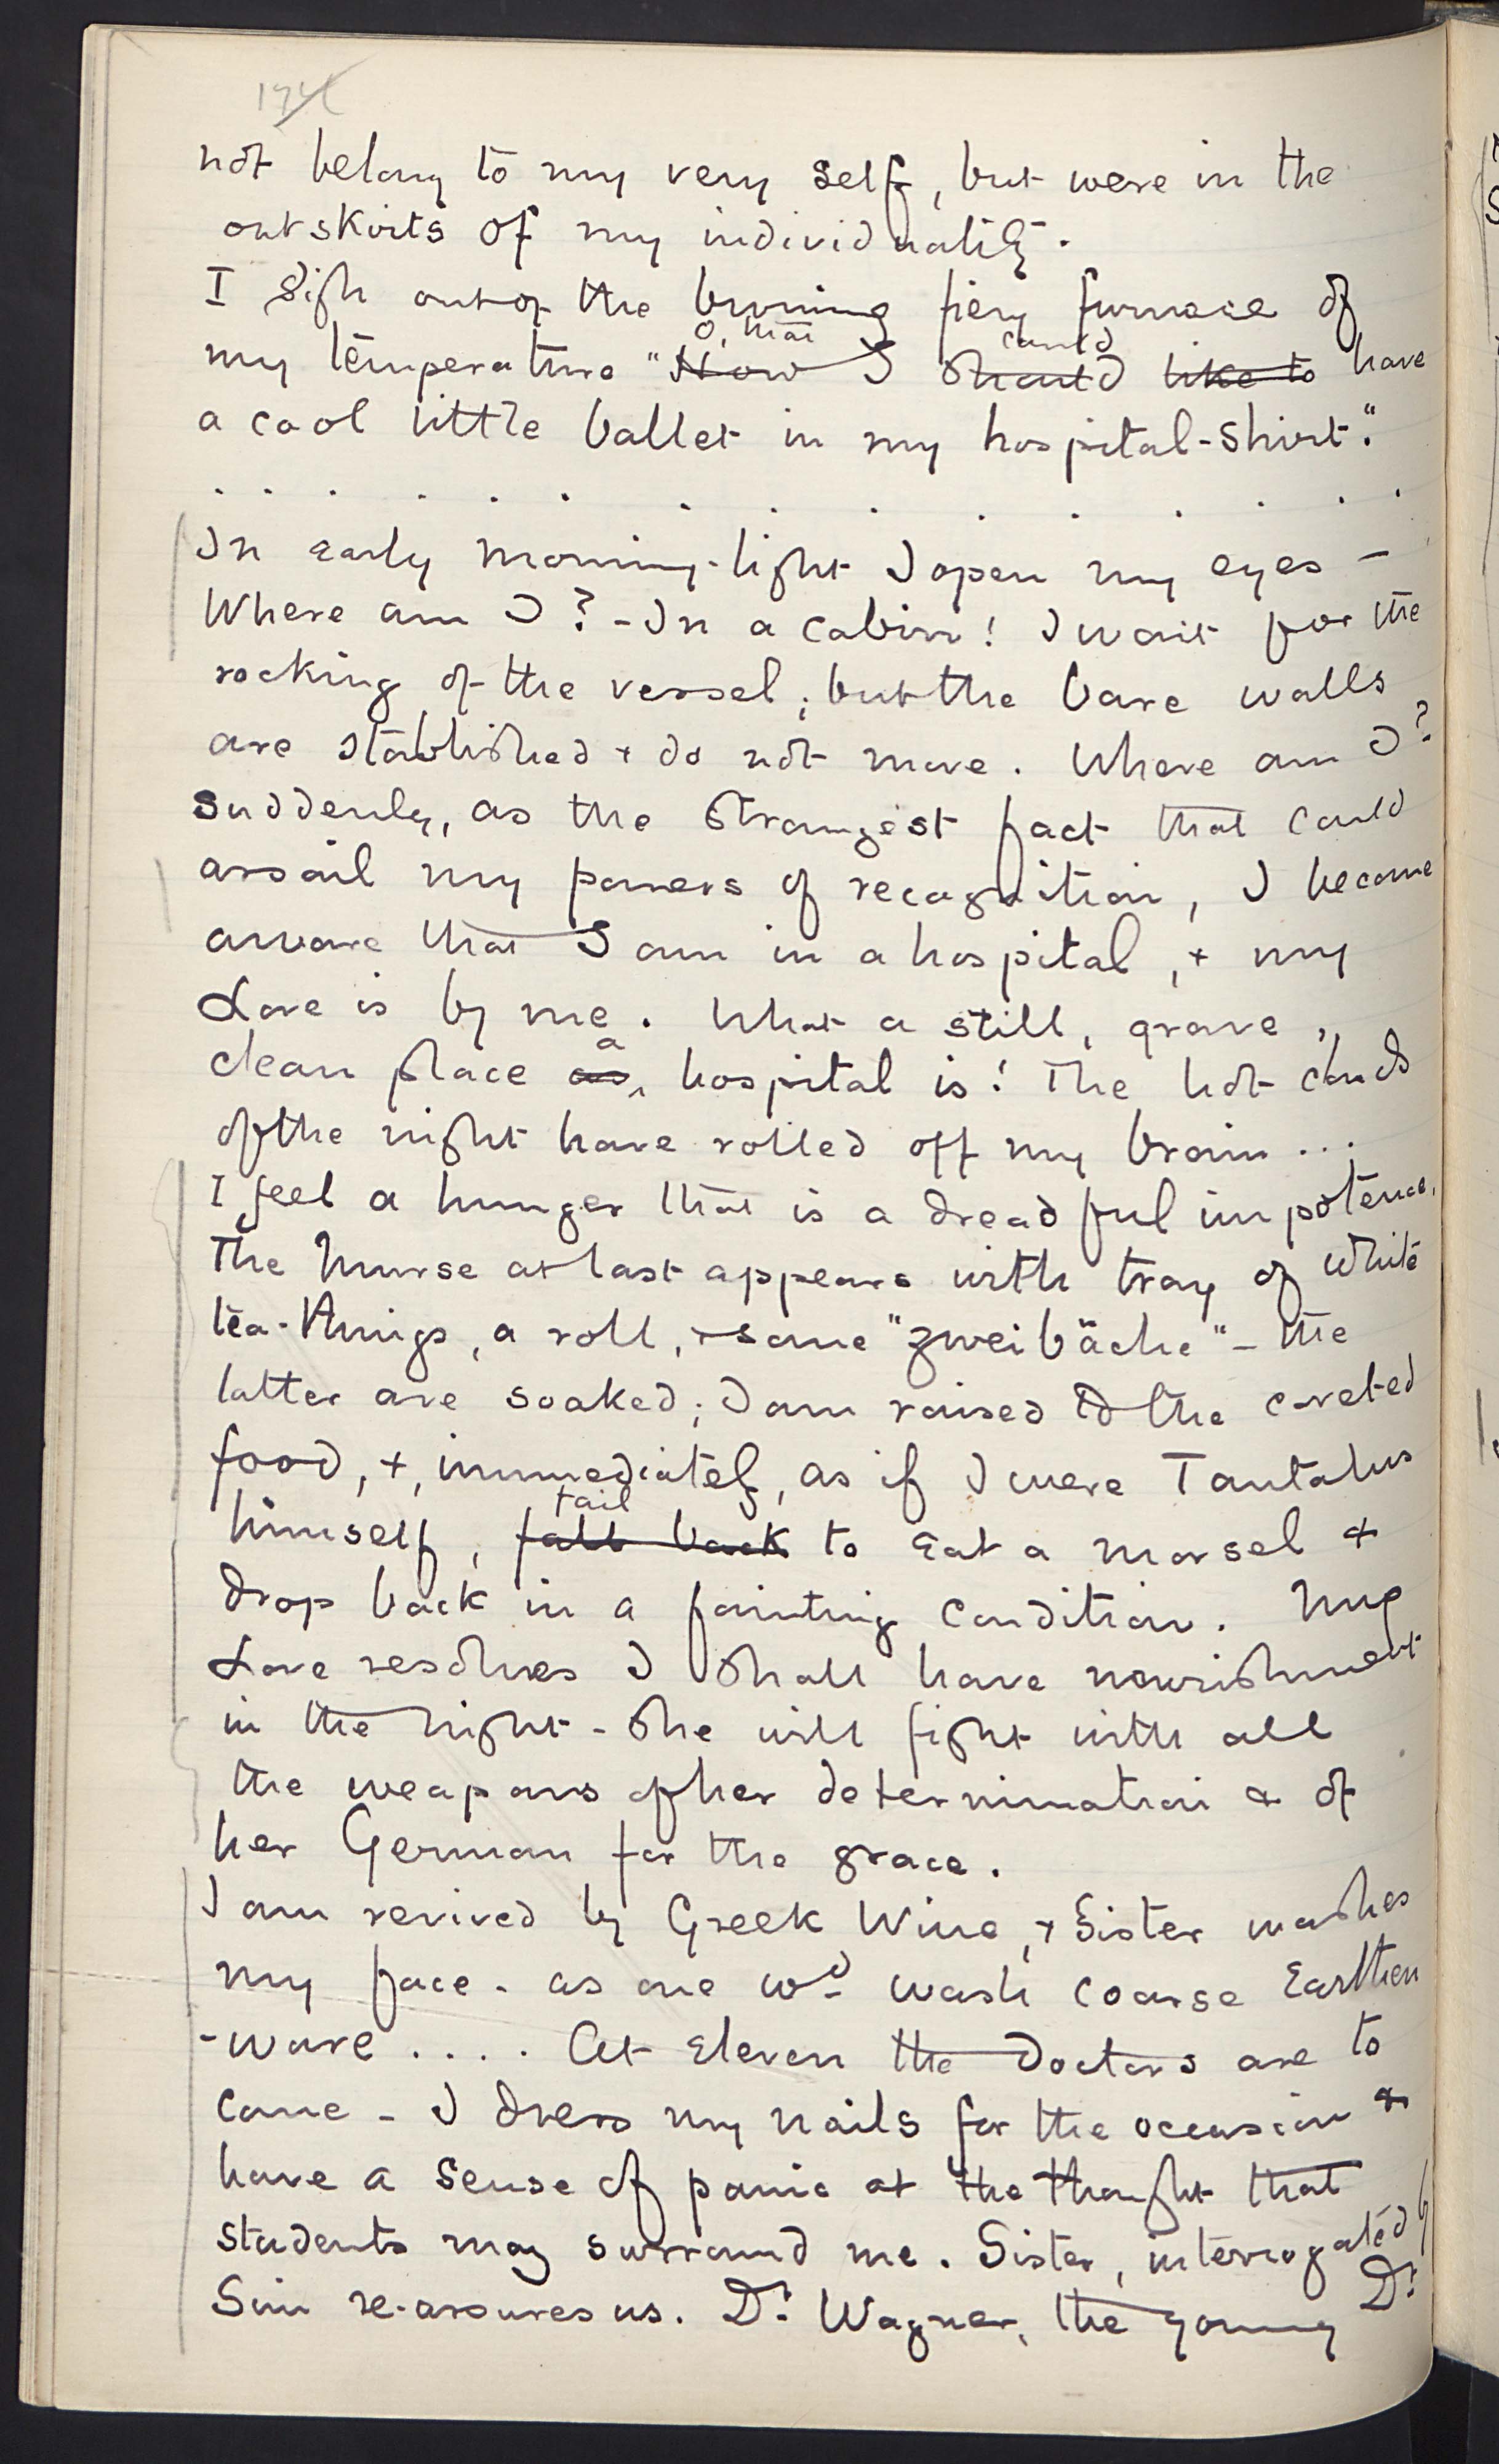 not belong to my very self, but were in the
outskirts of my individuality.
I sigh out of the burning fiery furnace of
my temperature "~~How~~ O, that I ~~should~~ could ~~like to~~ have
a cool little ballet in my hospital-shirt."
. . . . . . . . . . . . . .
In early morning-light I open my eyes –
Where am I? – In a cabin! I wait for the
rocking of the vessel; but the bare walls
are stablished + do not move. Where am I?
Suddenly, as the strangest fact that could
assail my powers of recognition, I become
aware that I am in a hospital, + my
Love is by me. What a still, grave,
clean place ~~as~~ a hospital is! The hot clouds
of the night have rolled off my brain...
I feel a hunger that is a dreadful impotence.
The Nurse at last appears with tray of white
tea-things, a roll, + some "zweibäche" – the
latter are soaked; I am raised to the coveted
food, +, immediately, as if I were Tantalus
himself, ~~fall back~~ fail to eat a morsel +
drop back in a fainting condition. My
Love resolves I shall have nourishment
in the night – She will fight with all
the weapons of her determination & of
her German for the grace.
I am revived by Greek Wine, + Sister washes
my face – as one wd wash coarse earthen
-ware . . . . At eleven the Doctors are to
come – I dress my nails for the occasion &
have a sense of panic at the thought that
students may surround me. Sister, interrogated by
Sim re-assures us. Dr Wagner, the young Dr